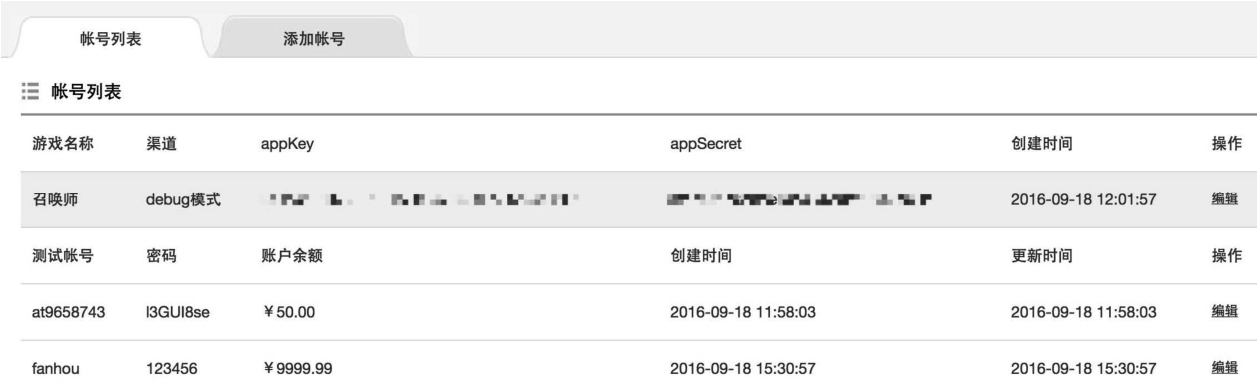 帐号列表 添加帐号
帐号列表
游戏名称 渠道 appKey appSecret 创建时间 操作
召唤师 debug模式 2016-09-18 12:01:57 编辑
测试帐号 密码 账户余额 创建时间 更新时间 操作
at9658743 l3GUI8se ¥50.00 2016-09-18 11:58:03 2016-09-18 11:58:03 编辑
fanhou 123456 ¥9999.99 2016-09-18 15:30:57 2016-09-18 15:30:57 编辑